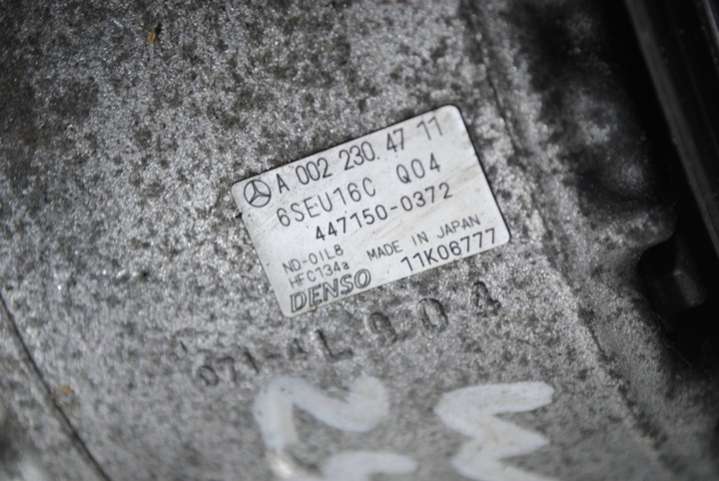 A 002 230.47 11
6SEU16C Q04
447150-0372
ND-OIL8
HFC134a
MADE IN JAPAN
DENSO
11K06777